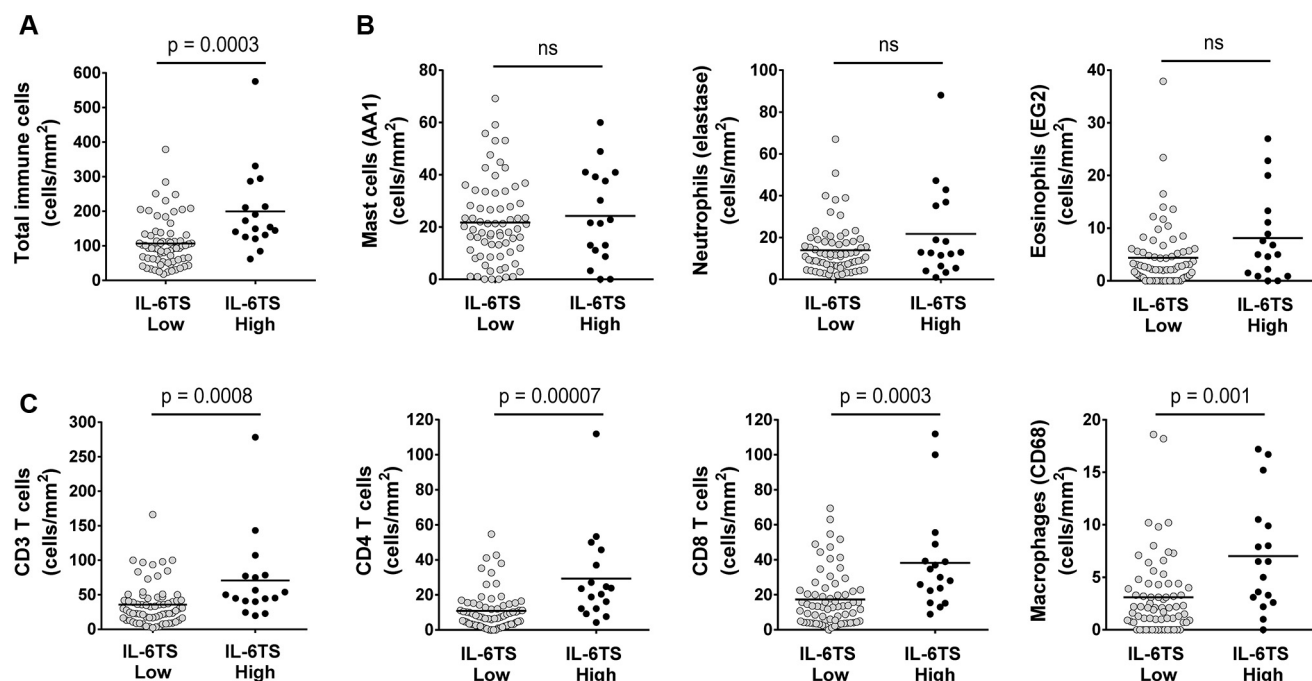 A
p = 0.0003
Total immune cells
(cells/mm²)
600
500
400
300
200
100
0
IL-6TS
Low
IL-6TS
High
B
ns
Mast cells (AA1)
(cells/mm²)
80
60
40
20
0
IL-6TS
Low
IL-6TS
High
ns
Neutrophils (elastase)
(cells/mm²)
100
80
60
40
20
0
IL-6TS
Low
IL-6TS
High
ns
Eosinophils (EG2)
(cells/mm²)
40
30
20
10
0
IL-6TS
Low
IL-6TS
High
C
p = 0.0008
CD3 T cells
(cells/mm²)
300
250
200
150
100
50
0
IL-6TS
Low
IL-6TS
High
p = 0.00007
CD4 T cells
(cells/mm²)
120
100
80
60
40
20
0
IL-6TS
Low
IL-6TS
High
p = 0.0003
CD8 T cells
(cells/mm²)
120
100
80
60
40
20
0
IL-6TS
Low
IL-6TS
High
p = 0.001
Macrophages (CD68)
(cells/mm²)
20
15
10
5
0
IL-6TS
Low
IL-6TS
High